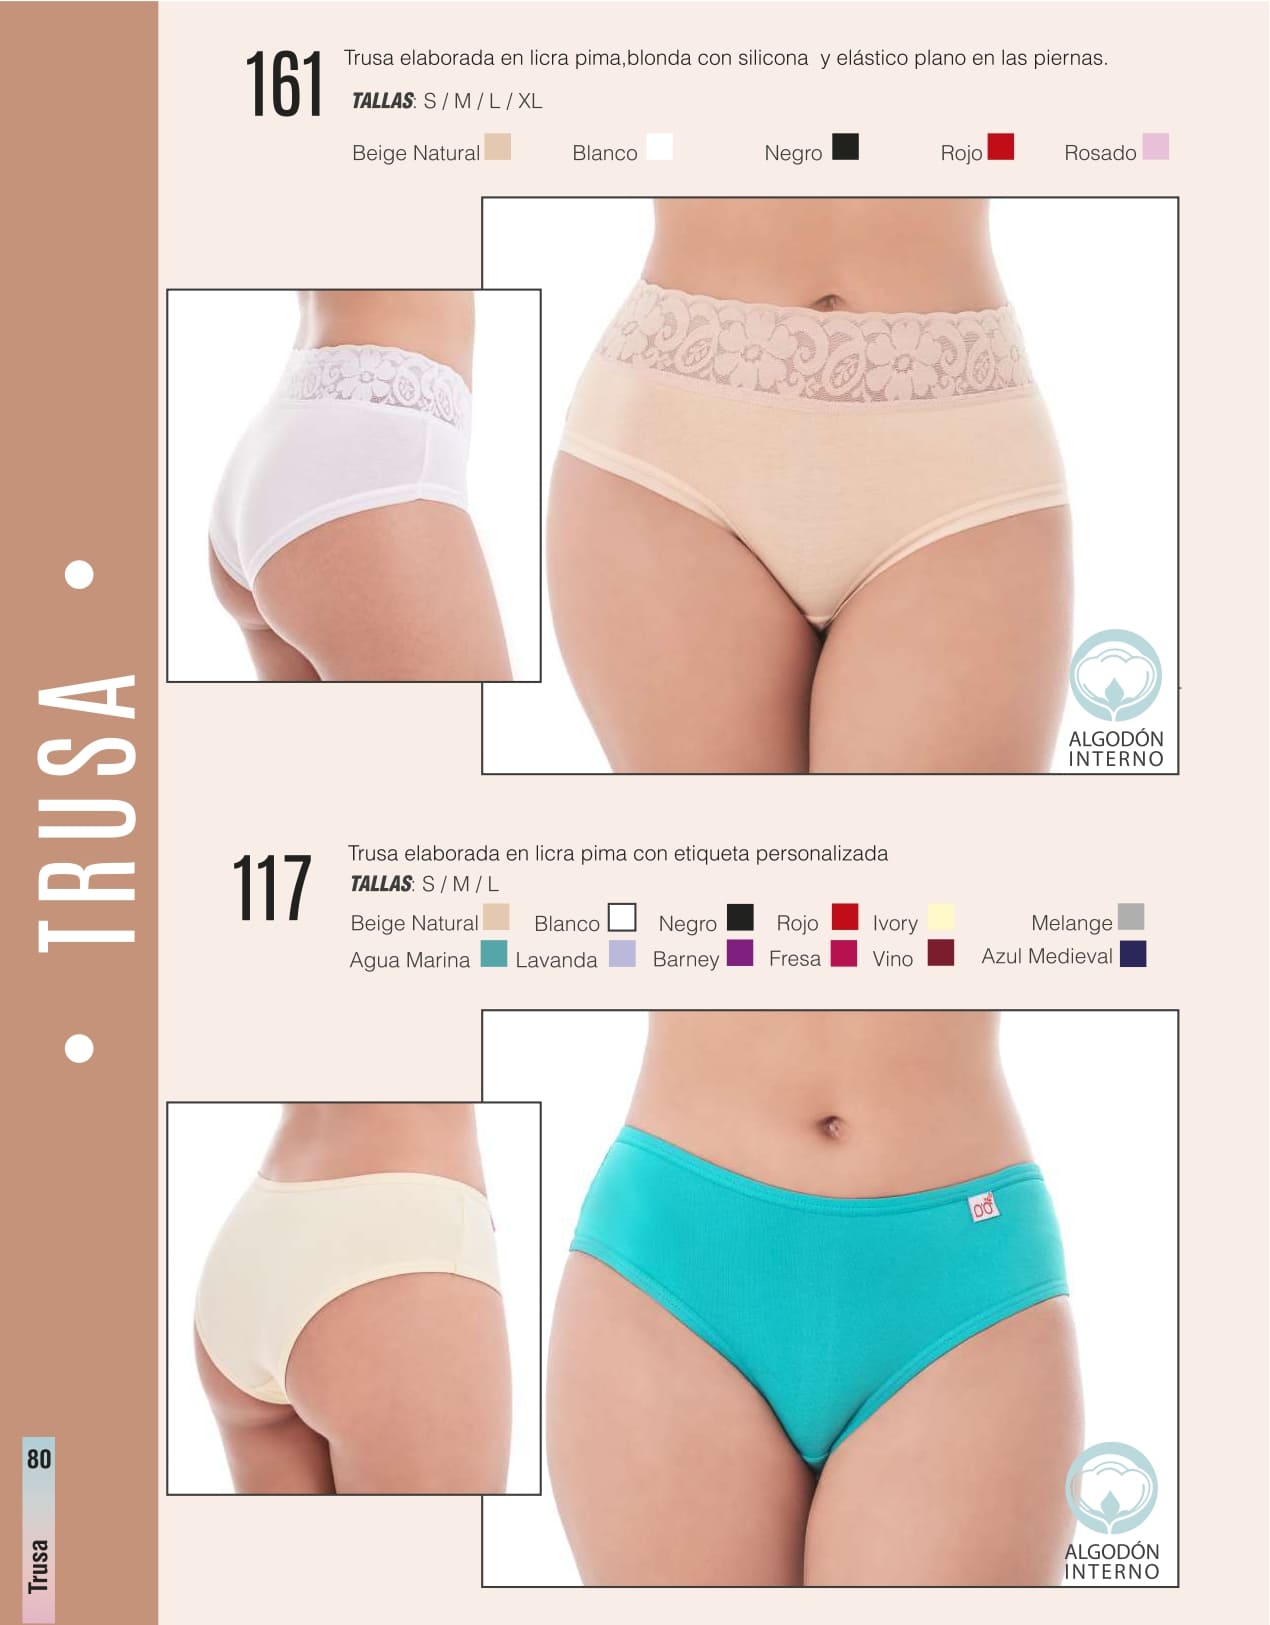 161
Trusa elaborada en licra pima,blonda con silicona y elástico plano en las piernas.
TALLAS: S / M / L / XL
Beige Natural Blanco Negro Rojo Rosado
ALGODÓN
INTERNO
117
Trusa elaborada en licra pima con etiqueta personalizada
TALLAS: S / M / L
Beige Natural Blanco Negro Rojo Ivory Melange
Agua Marina Lavanda Barney Fresa Vino Azul Medieval
ALGODÓN
INTERNO
• TRUSA •
80
Trusa